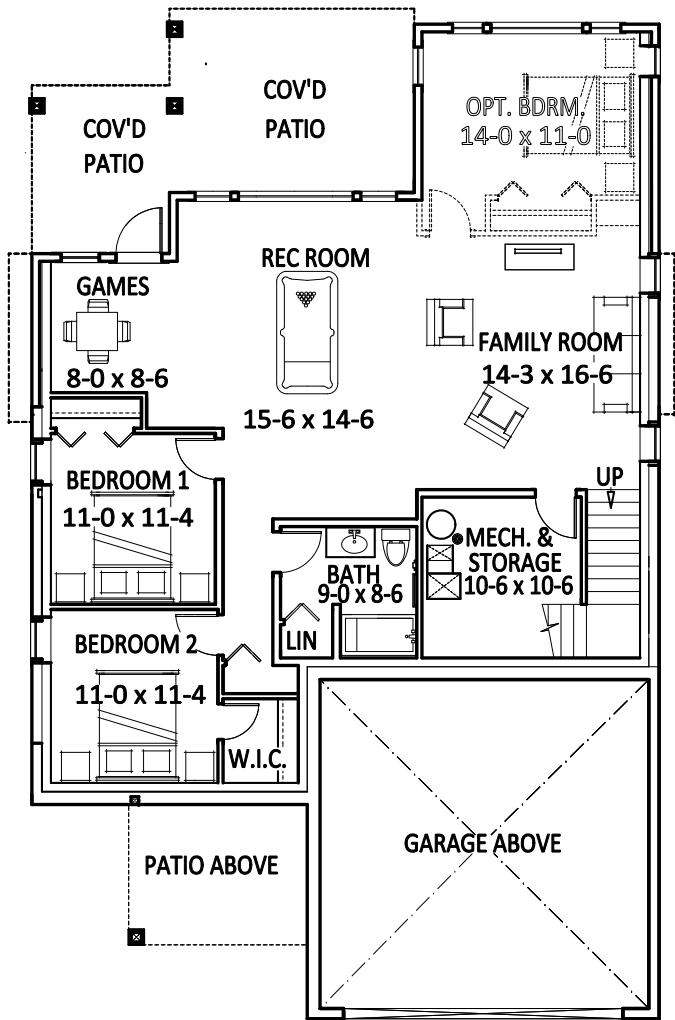 COV'D
PATIO
COV'D
PATIO
OPT. BDRM.
14-0 x 11-0
REC ROOM
15-6 x 14-6
GAMES
8-0 x 8-6
FAMILY ROOM
14-3 x 16-6
BEDROOM 1
11-0 x 11-4
UP
MECH. &
STORAGE
10-6 x 10-6
BATH
9-0 x 8-6
LIN
BEDROOM 2
11-0 x 11-4
W.I.C.
GARAGE ABOVE
PATIO ABOVE